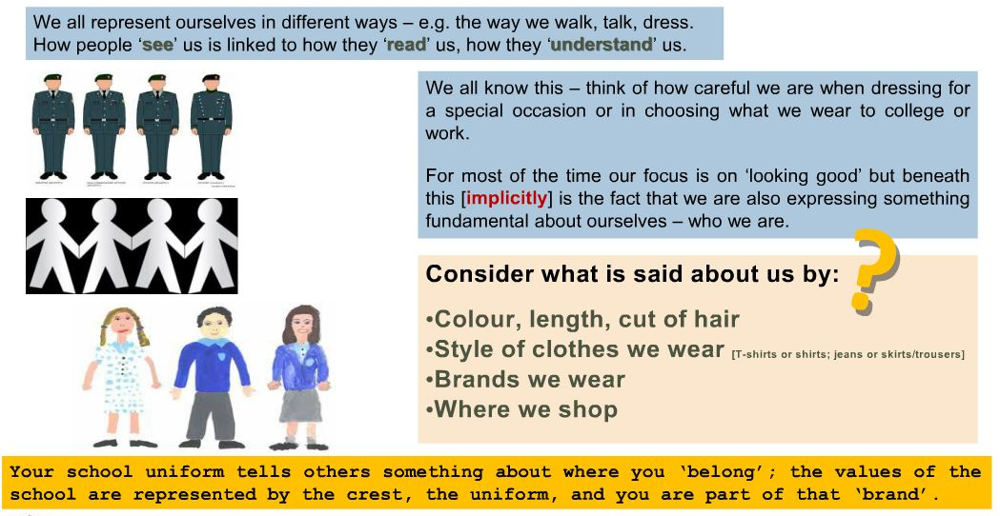 We all represent ourselves in different ways – e.g. the way we walk, talk, dress.
How people ‘see’ us is linked to how they ‘read’ us, how they ‘understand’ us.
We all know this – think of how careful we are when dressing for
a special occasion or in choosing what we wear to college or
work.
For most of the time our focus is on ‘looking good’ but beneath
this [implicitly] is the fact that we are also expressing something
fundamental about ourselves – who we are.
?
Consider what is said about us by:
•Colour, length, cut of hair
•Style of clothes we wear [T-shirts or shirts; jeans or skirts/trousers]
•Brands we wear
•Where we shop
Your school uniform tells others something about where you ‘belong’; the values of the
school are represented by the crest, the uniform, and you are part of that ‘brand’.